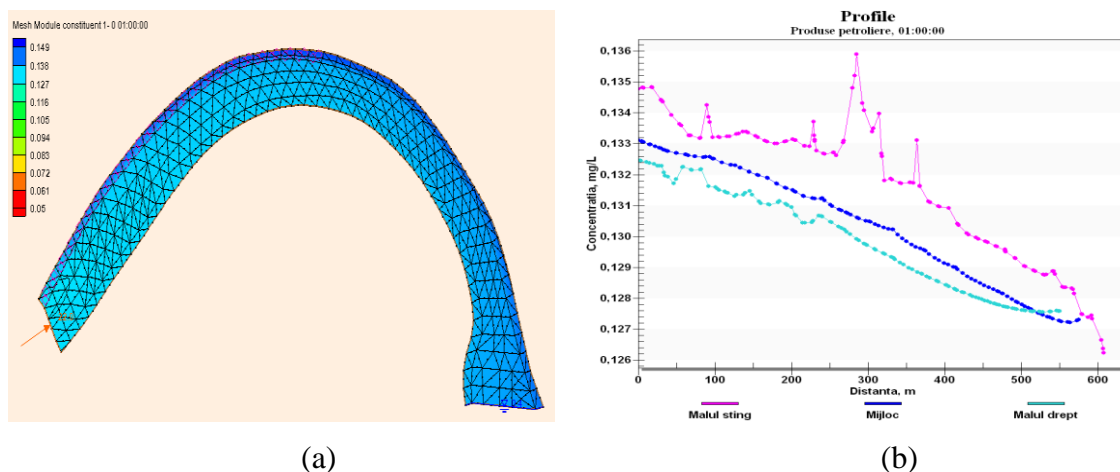 Mesh Module constituent 1- 0 01:00:00
0.149
0.138
0.127
0.116
0.105
0.094
0.083
0.072
0.061
0.05
(a)
Profile
Produse petroliere, 01:00:00
Concentratia, mg/L
0,136
0,135
0,134
0,133
0,132
0,131
0,130
0,129
0,128
0,127
0,126
0 100 200 300 400 500 600
Distanta, m
Malul sting Mijloc Malul drept
(b)